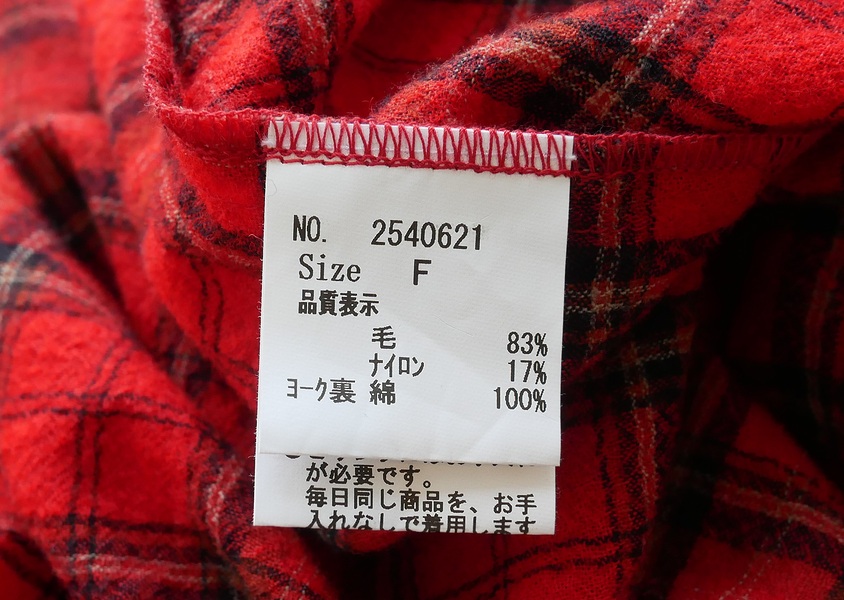 NO. 2540621
Size F
品質表示
毛 83%
ナイロン 17%
ヨーク裏 綿 100%
が必要です。
毎日同じ商品を、お手
入れなしで着用します